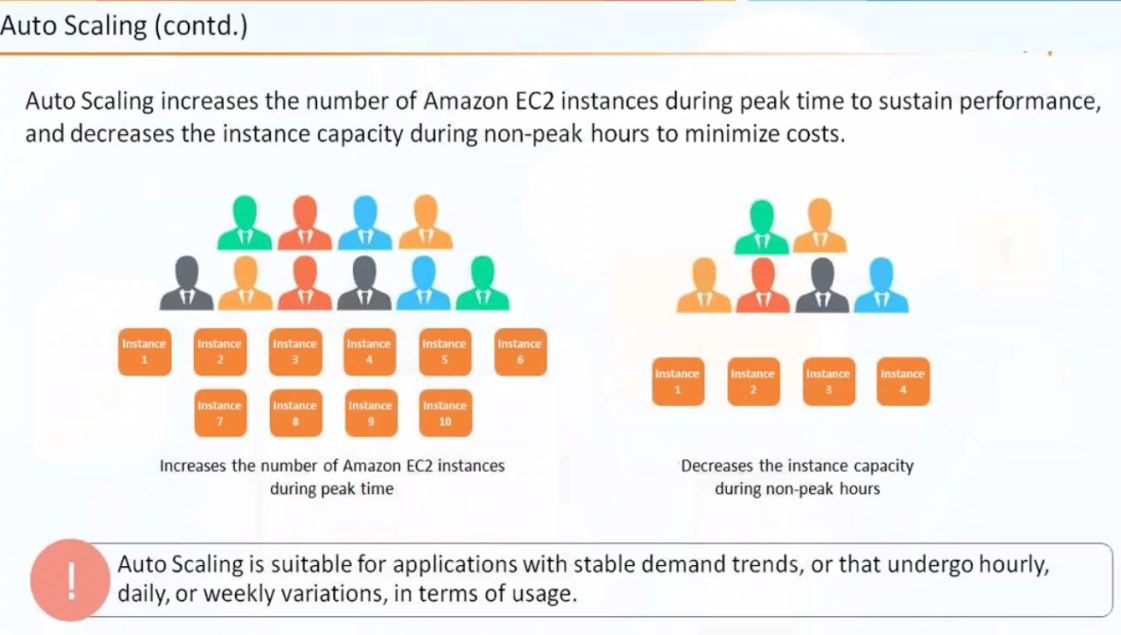 Auto Scaling (contd.)
Auto Scaling increases the number of Amazon EC2 instances during peak time to sustain performance,
and decreases the instance capacity during non-peak hours to minimize costs.
Instance
1
Instance
2
Instance
3
Instance
4
Instance
5
Instance
6
Instance
7
Instance
8
Instance
9
Instance
10
Increases the number of Amazon EC2 instances
during peak time
Instance
1
Instance
2
Instance
3
Instance
4
Decreases the instance capacity
during non-peak hours
!
Auto Scaling is suitable for applications with stable demand trends, or that undergo hourly,
daily, or weekly variations, in terms of usage.